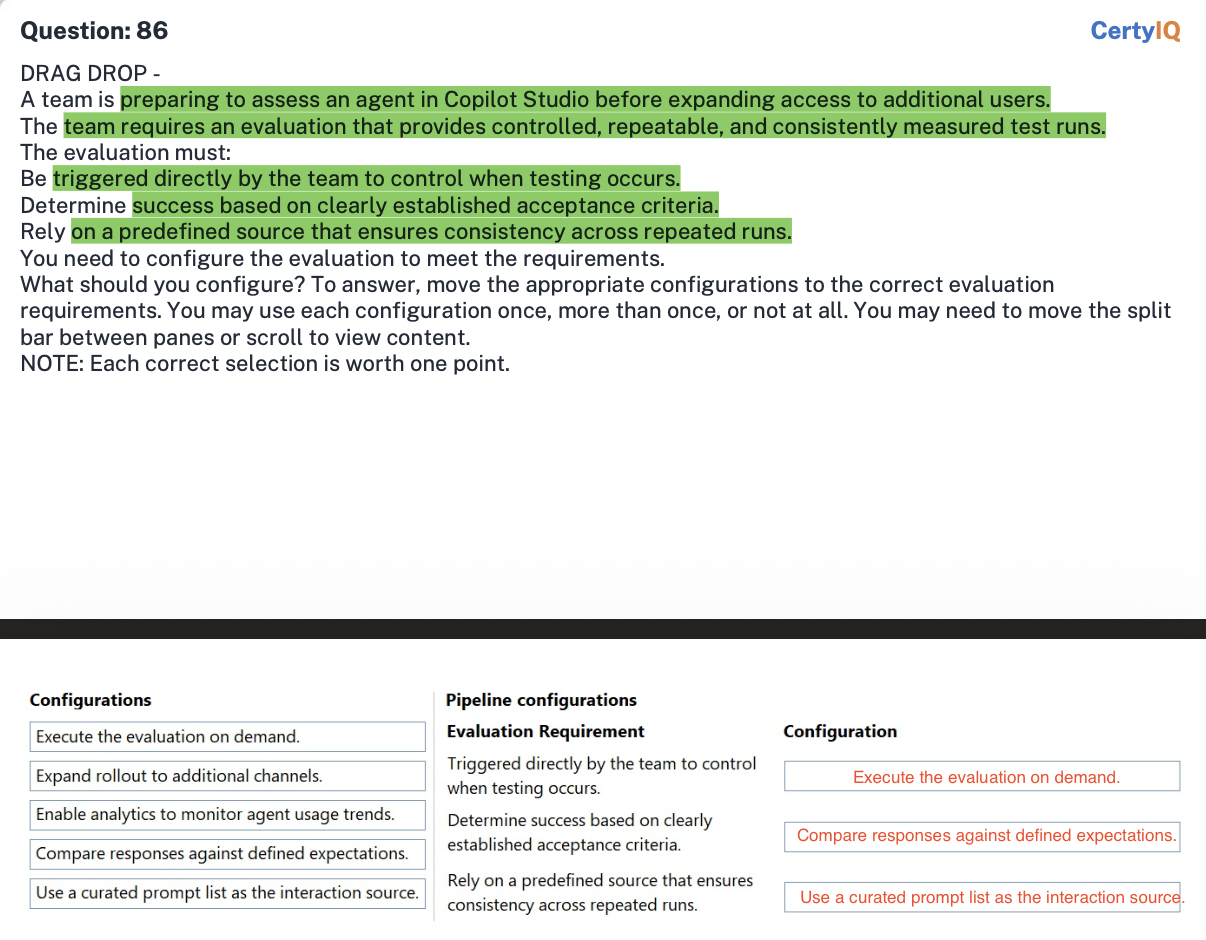 Question: 86
CertyIQ
DRAG DROP -
A team is preparing to assess an agent in Copilot Studio before expanding access to additional users.
The team requires an evaluation that provides controlled, repeatable, and consistently measured test runs.
The evaluation must:
Be triggered directly by the team to control when testing occurs.
Determine success based on clearly established acceptance criteria.
Rely on a predefined source that ensures consistency across repeated runs.
You need to configure the evaluation to meet the requirements.
What should you configure? To answer, move the appropriate configurations to the correct evaluation
requirements. You may use each configuration once, more than once, or not at all. You may need to move the split
bar between panes or scroll to view content.
NOTE: Each correct selection is worth one point.
Configurations
Execute the evaluation on demand.
Expand rollout to additional channels.
Enable analytics to monitor agent usage trends.
Compare responses against defined expectations.
Use a curated prompt list as the interaction source.
Pipeline configurations
Evaluation Requirement
Configuration
Triggered directly by the team to control
when testing occurs.
Execute the evaluation on demand.
Determine success based on clearly
established acceptance criteria.
Compare responses against defined expectations.
Rely on a predefined source that ensures
consistency across repeated runs.
Use a curated prompt list as the interaction source.